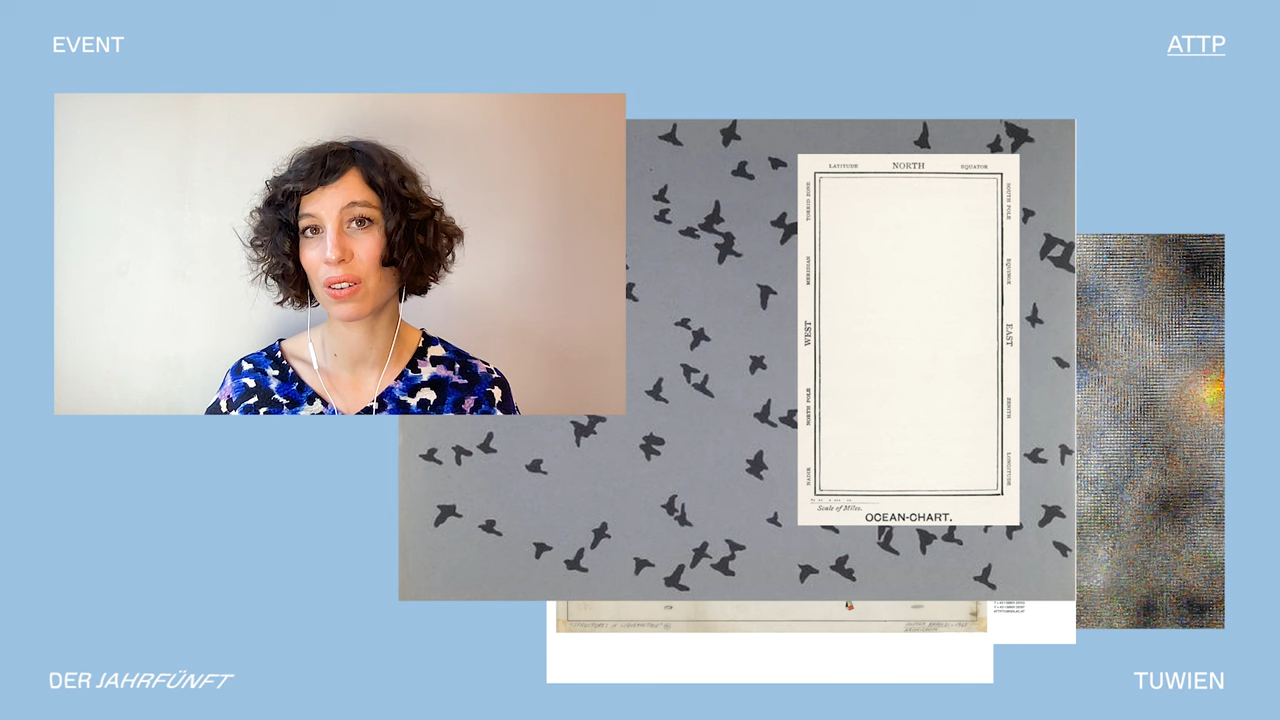 EVENT
ATTP
LATITUDE
NORTH
EQUATOR
TORRID ZONE
SOUTH POLE
MERIDIAN
EQUINOX
WEST
EAST
NORTH POLE
ZENITH
NADIR
LONGITUDE
Scale of Miles.
OCEAN-CHART.
DER JAHRFÜNFT
TUWIEN